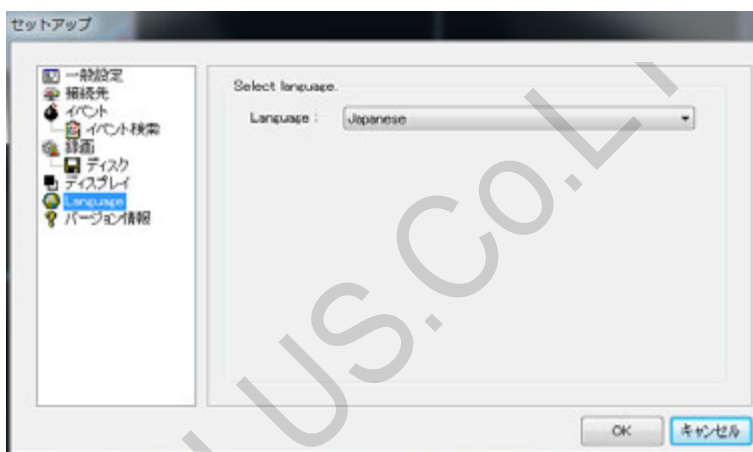 セットアップ
一般設定
接続先
イベント
イベント検索
録画
ディスク
ディスプレイ
Language
バージョン情報
Select language.
Language :
Japanese
OK
キャンセル
US.Co.L